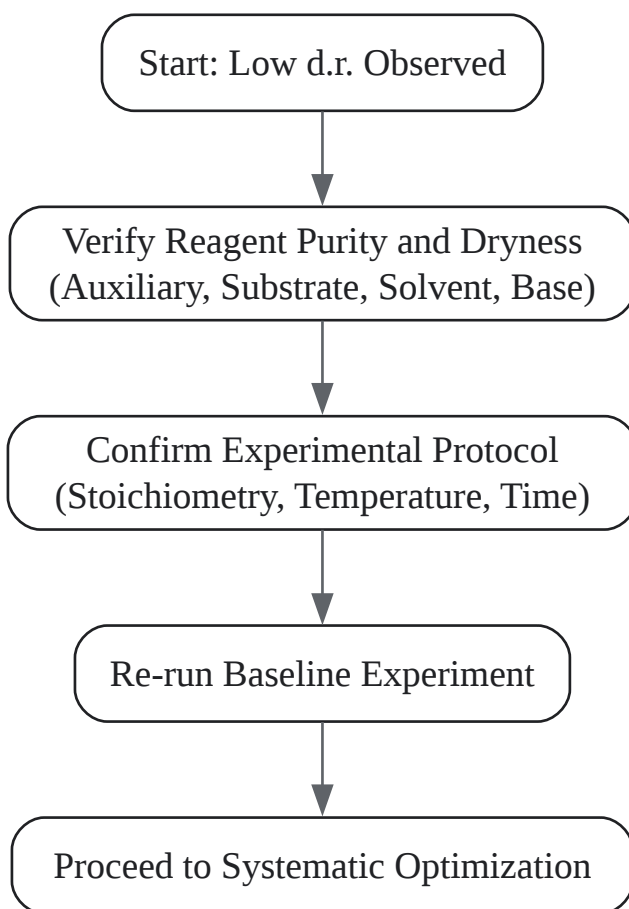 Start: Low d.r. Observed
Verify Reagent Purity and Dryness
(Auxiliary, Substrate, Solvent, Base)
Confirm Experimental Protocol
(Stoichiometry, Temperature, Time)
Re-run Baseline Experiment
Proceed to Systematic Optimization